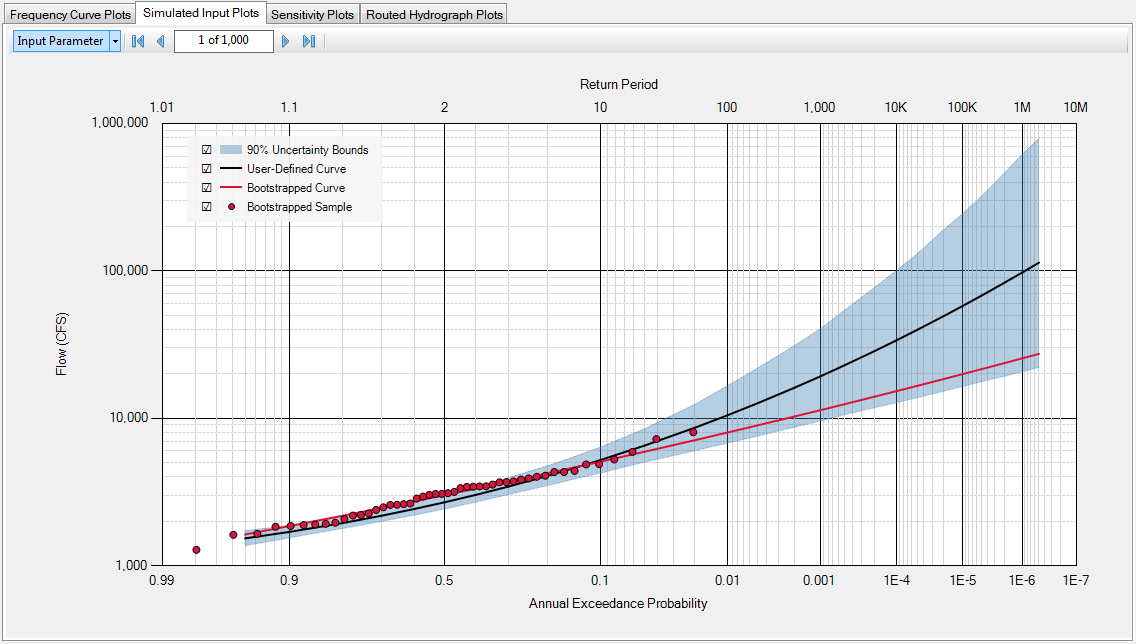 Frequency Curve Plots Simulated Input Plots Sensitivity Plots Routed Hydrograph Plots
Input Parameter 1 of 1,000
Return Period
1.01 1.1 2 10 100 1,000 10K 100K 1M 10M
1,000,000
90% Uncertainty Bounds
User-Defined Curve
Bootstrapped Curve
Bootstrapped Sample
100,000
Flow (CFS)
10,000
1,000
0.99 0.9 0.5 0.1 0.01 0.001 1E-4 1E-5 1E-6 1E-7
Annual Exceedance Probability